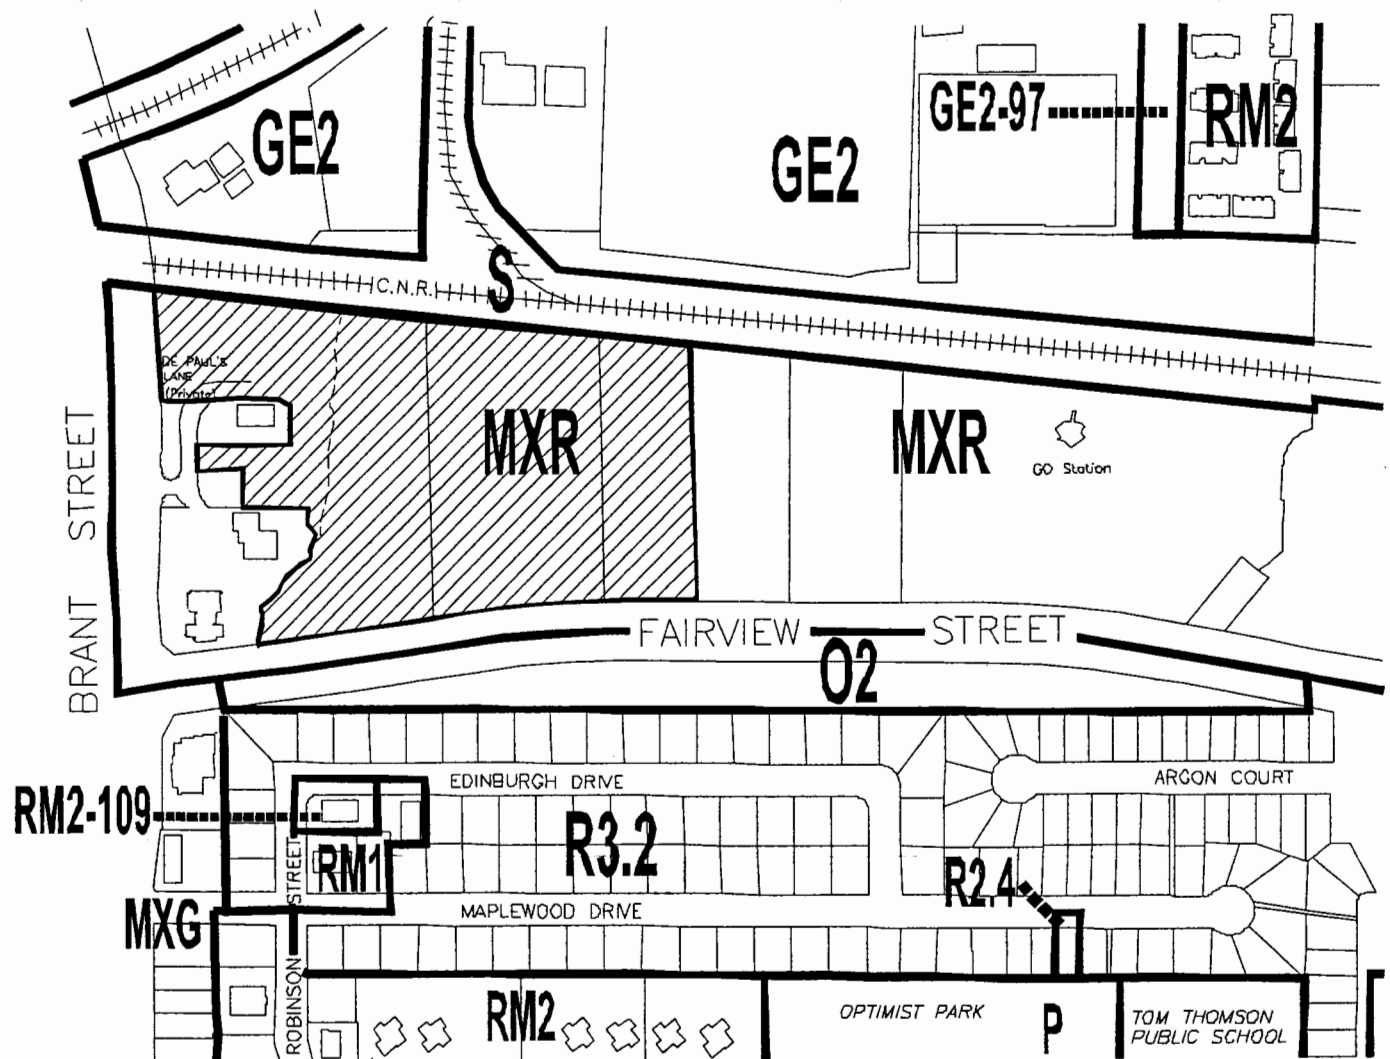 GE2-97
RM2
GE2
GE2
S
C.N.R.
DE PAUL'S
LANE
(Private)
MXR
MXR
GO Station
BRANT STREET
FAIRVIEW STREET
O2
EDINBURGH DRIVE
ARGON COURT
RM2-109
R3.2
RM1
STREET
R2.4
MXG
MAPLEWOOD DRIVE
ROBINSON
RM2
OPTIMIST PARK
P
TOM THOMSON
PUBLIC SCHOOL